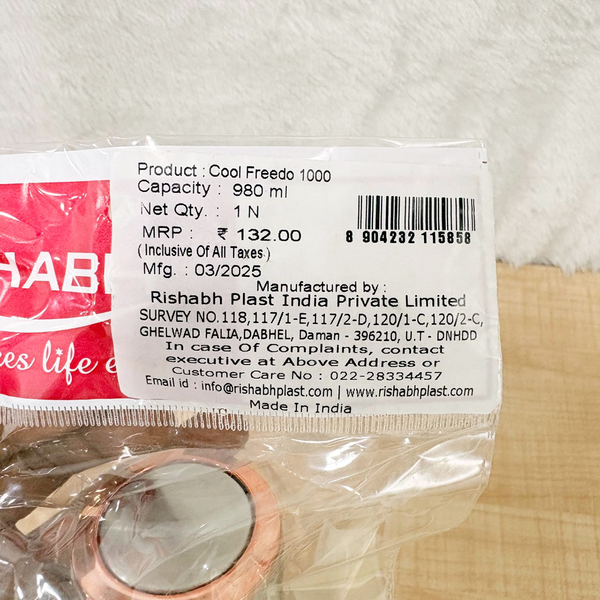 Product : Cool Freedo 1000
Capacity : 980 ml
Net Qty. : 1 N
MRP : ₹ 132.00
( Inclusive Of All Taxes )
Mfg. : 03/2025
8 904232 115858
Manufactured by :
Rishabh Plast India Private Limited
SURVEY NO.118,117/1-E,117/2-D,120/1-C,120/2-C,
GHELWAD FALIA,DABHEL, Daman - 396210, U.T - DNHDD
In case Of Complaints, contact
executive at Above Address or
Customer Care No : 022-28334457
Email id : info@rishabhplast.com | www.rishabhplast.com
Made In India
HAB
es life e